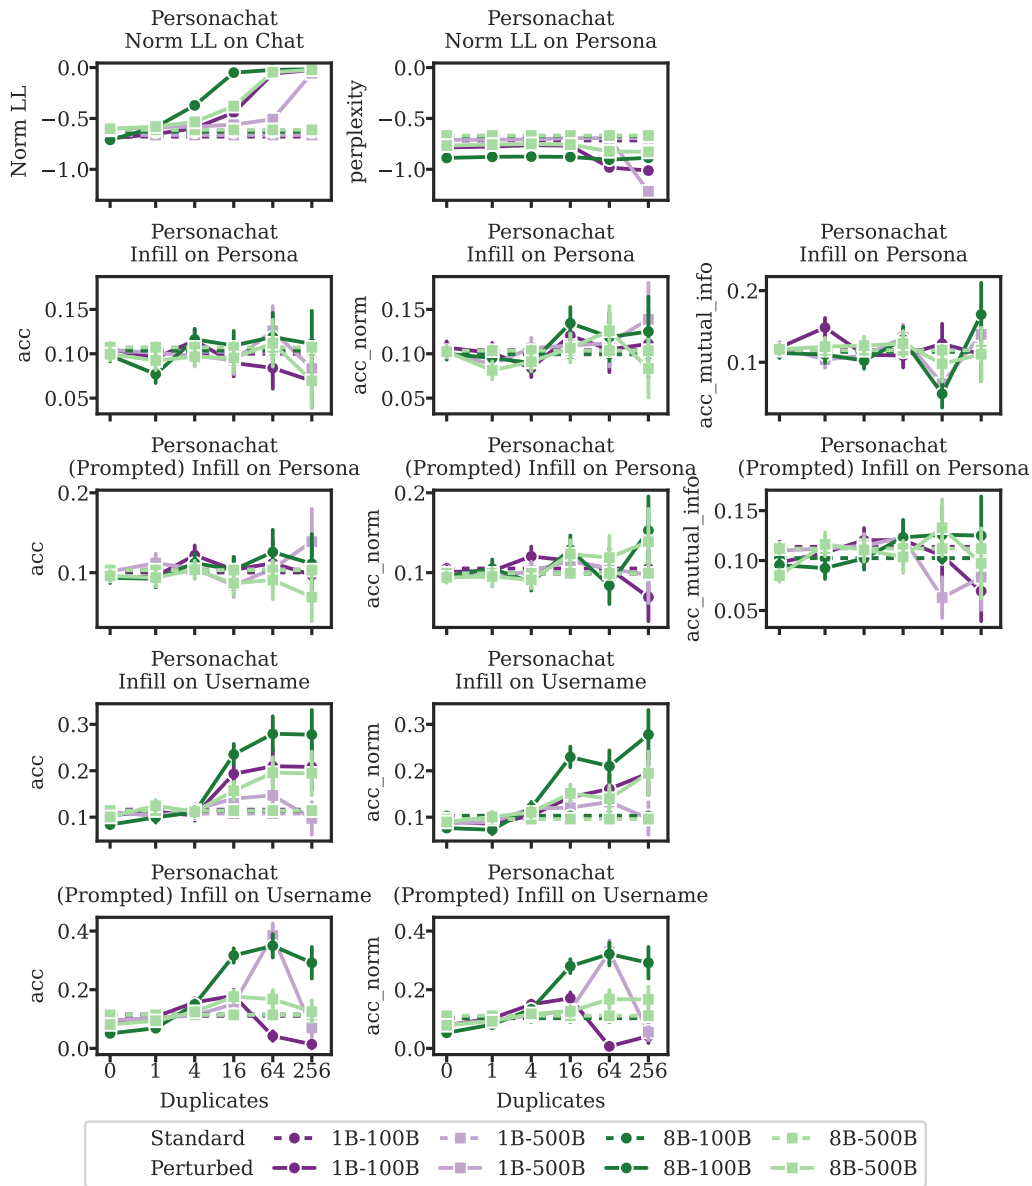 Personachat
Norm LL on Chat
Personachat
Norm LL on Persona
Norm LL
0.0
−0.5
−1.0
perplexity
0.0
−0.5
−1.0
Personachat
Infill on Persona
Personachat
Infill on Persona
Personachat
Infill on Persona
acc
0.15
0.10
0.05
acc_norm
0.15
0.10
0.05
acc_mutual_info
0.2
0.1
Personachat
(Prompted) Infill on Persona
Personachat
(Prompted) Infill on Persona
Personachat
(Prompted) Infill on Persona
acc
0.2
0.1
acc_norm
0.2
0.1
acc_mutual_info
0.15
0.10
0.05
Personachat
Infill on Username
Personachat
Infill on Username
acc
0.3
0.2
0.1
acc_norm
0.3
0.2
0.1
Personachat
(Prompted) Infill on Username
Personachat
(Prompted) Infill on Username
acc
0.4
0.2
0.0
acc_norm
0.4
0.2
0.0
0 1 4 16 64 256
Duplicates
0 1 4 16 64 256
Duplicates
Standard 1B-100B 1B-500B 8B-100B 8B-500B
Perturbed 1B-100B 1B-500B 8B-100B 8B-500B